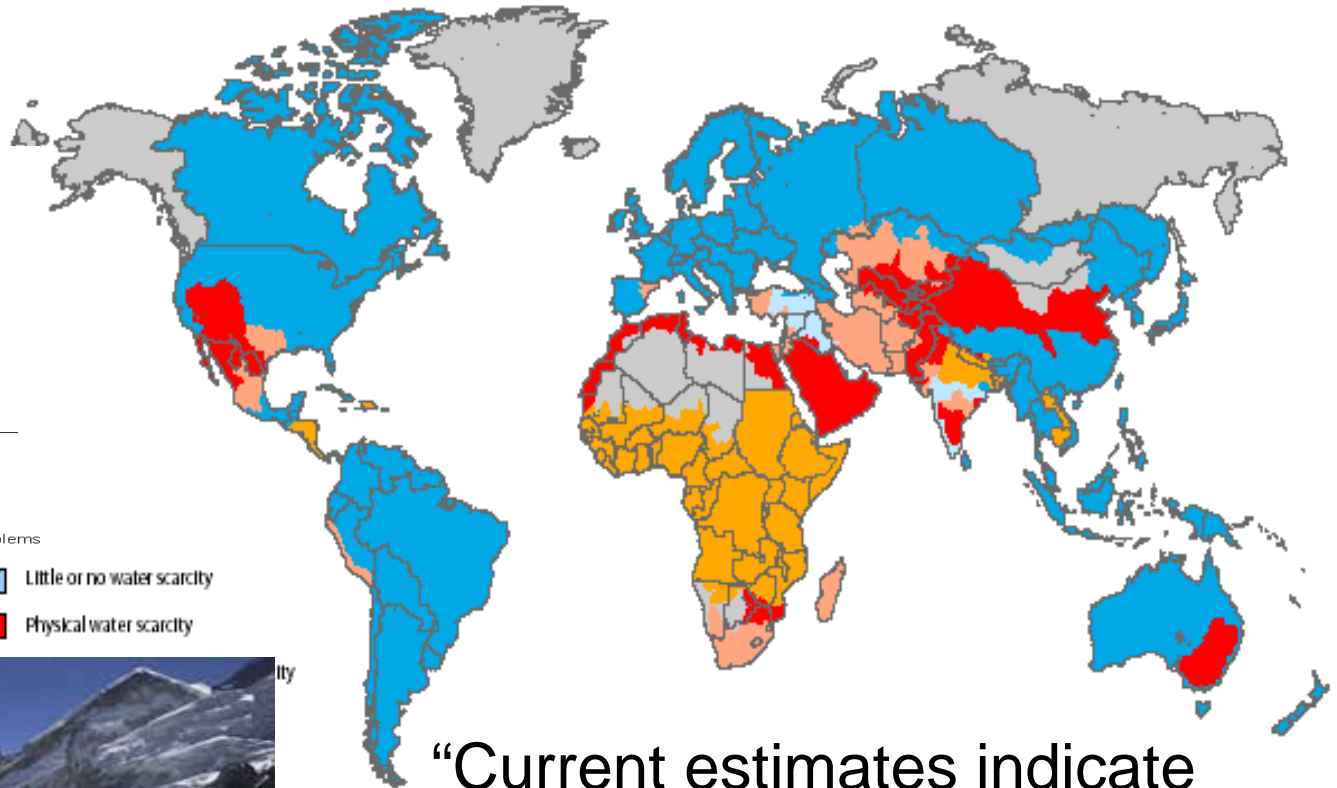 lems
Little or no water scarcity
Physical water scarcity
ity
“Current estimates indicate